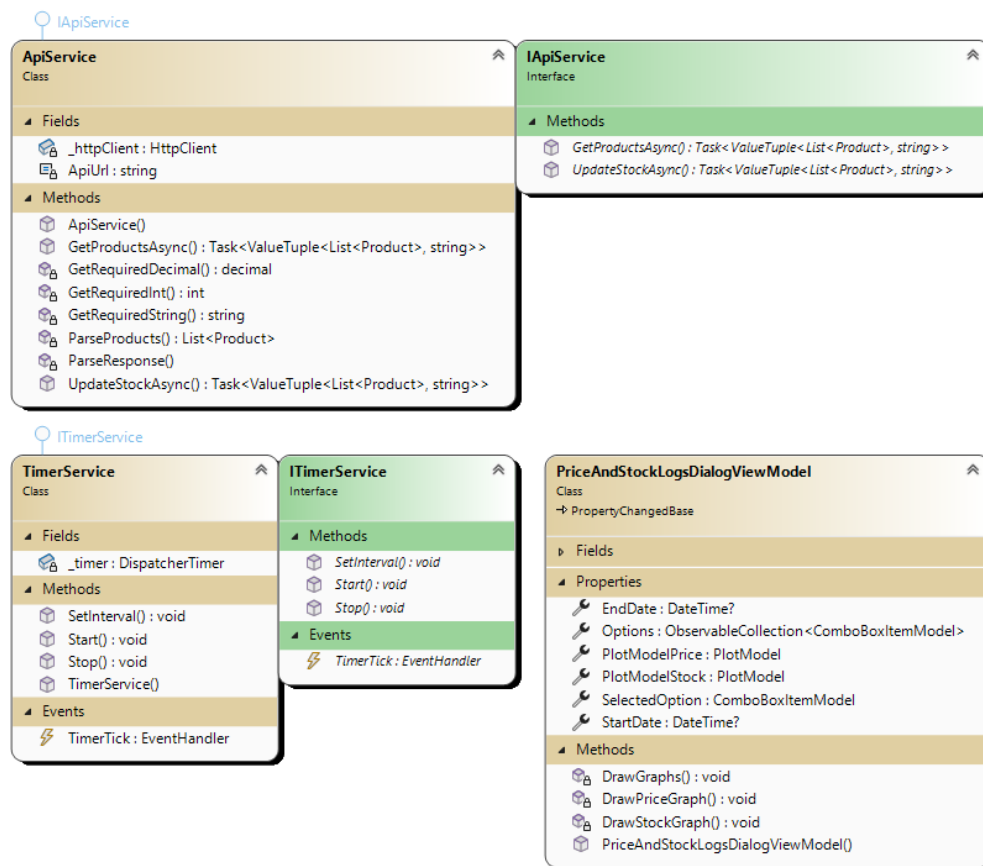 IApiService
ApiService
Class
Fields
_httpClient : HttpClient
ApiUrl : string
Methods
ApiService()
GetProductsAsync() : Task<ValueTuple<List<Product>, string>>
GetRequiredDecimal() : decimal
GetRequiredInt() : int
GetRequiredString() : string
ParseProducts() : List<Product>
ParseResponse()
UpdateStockAsync() : Task<ValueTuple<List<Product>, string>>
IApiService
Interface
Methods
GetProductsAsync() : Task<ValueTuple<List<Product>, string>>
UpdateStockAsync() : Task<ValueTuple<List<Product>, string>>
ITimerService
TimerService
Class
Fields
_timer : DispatcherTimer
Methods
SetInterval() : void
Start() : void
Stop() : void
TimerService()
Events
TimerTick : EventHandler
ITimerService
Interface
Methods
SetInterval() : void
Start() : void
Stop() : void
Events
TimerTick : EventHandler
PriceAndStockLogsDialogViewModel
Class
PropertyChangedBase
Fields
Properties
EndDate : DateTime?
Options : ObservableCollection<ComboBoxItemModel>
PlotModelPrice : PlotModel
PlotModelStock : PlotModel
SelectedOption : ComboBoxItemModel
StartDate : DateTime?
Methods
DrawGraphs() : void
DrawPriceGraph() : void
DrawStockGraph() : void
PriceAndStockLogsDialogViewModel()